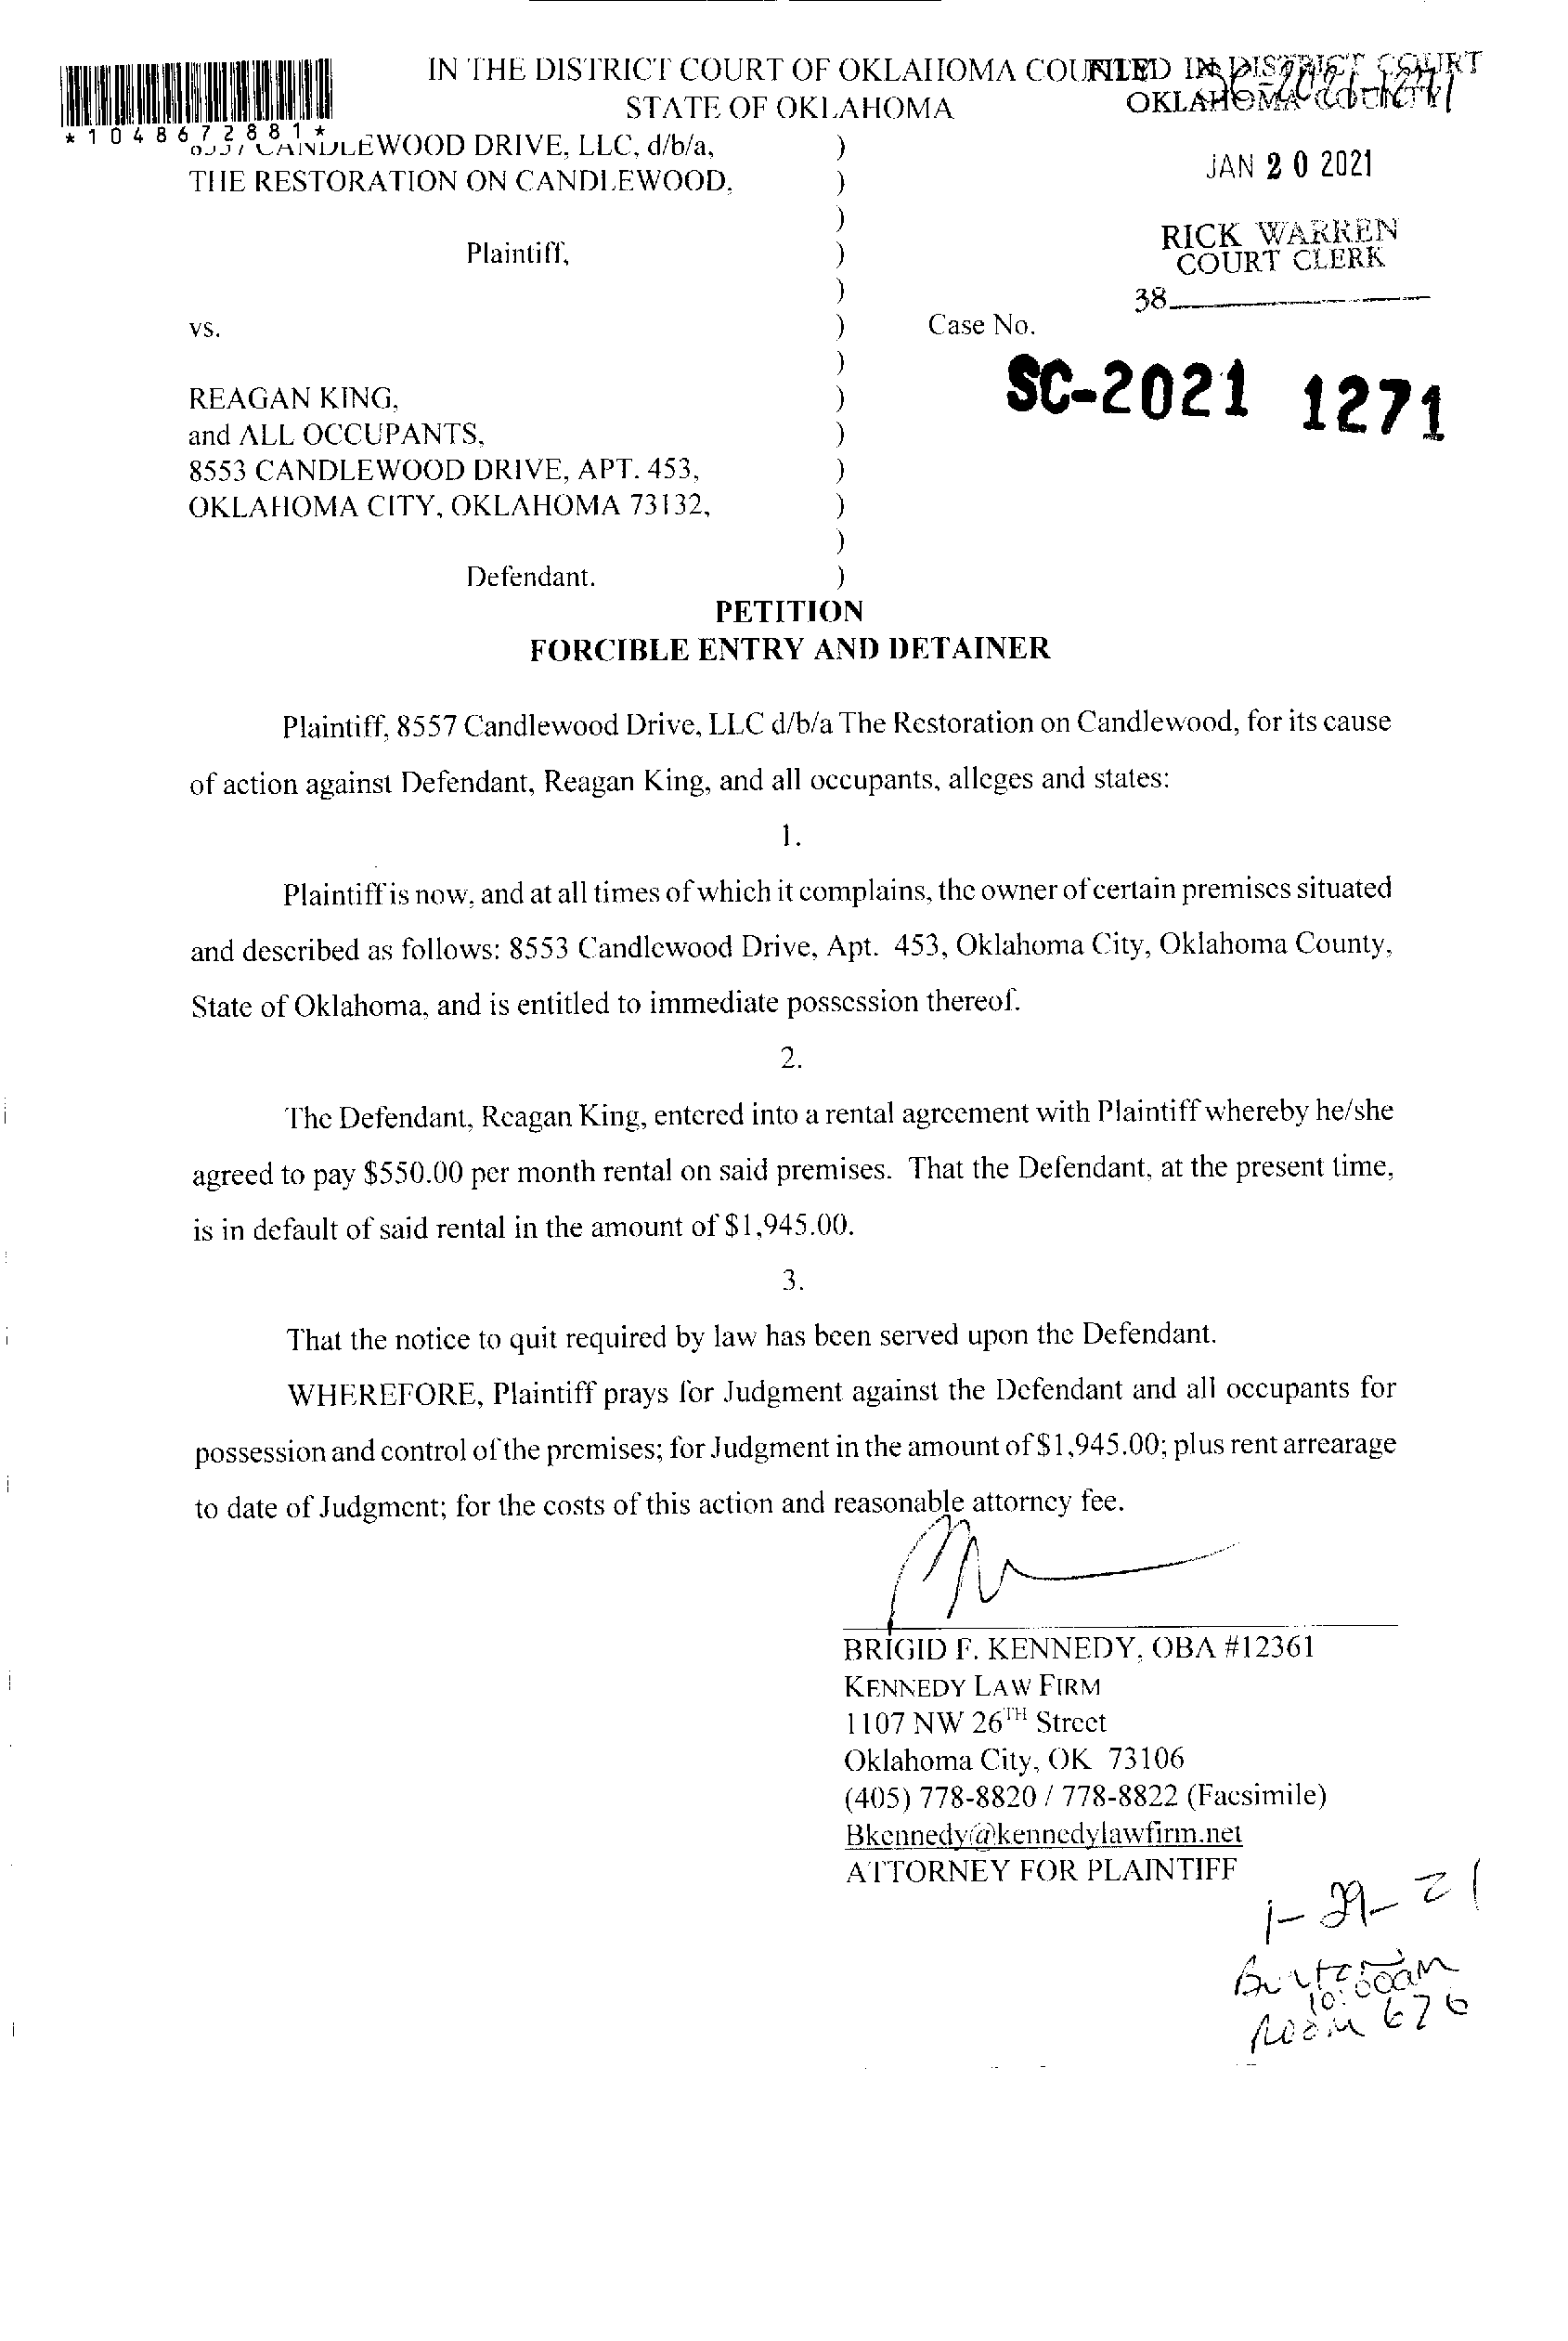 IN THE DISTRICT COURT OF OKLAHOMA COUNTY
STATE OF OKLAHOMA
FILED IN DISTRICT COURT
OKLAHOMA COUNTY
SC-2021-1271
*1048672881*
8557 CANDLEWOOD DRIVE, LLC, d/b/a, )
THE RESTORATION ON CANDLEWOOD, )
JAN 20 2021
)
Plaintiff, )
RICK WARREN
COURT CLERK
)
38
vs. ) Case No.
)
SC-2021 1271
REAGAN KING, )
and ALL OCCUPANTS, )
8553 CANDLEWOOD DRIVE, APT. 453, )
OKLAHOMA CITY, OKLAHOMA 73132, )
)
Defendant. )
PETITION
FORCIBLE ENTRY AND DETAINER
Plaintiff, 8557 Candlewood Drive, LLC d/b/a The Restoration on Candlewood, for its cause
of action against Defendant, Reagan King, and all occupants, alleges and states:
1.
Plaintiff is now, and at all times of which it complains, the owner of certain premises situated
and described as follows: 8553 Candlewood Drive, Apt. 453, Oklahoma City, Oklahoma County,
State of Oklahoma, and is entitled to immediate possession thereof.
2.
The Defendant, Reagan King, entered into a rental agreement with Plaintiff whereby he/she
agreed to pay $550.00 per month rental on said premises. That the Defendant, at the present time,
is in default of said rental in the amount of $1,945.00.
3.
That the notice to quit required by law has been served upon the Defendant.
WHEREFORE, Plaintiff prays for Judgment against the Defendant and all occupants for
possession and control of the premises; for Judgment in the amount of $1,945.00; plus rent arrearage
to date of Judgment; for the costs of this action and reasonable attorney fee.
BRIGID F. KENNEDY, OBA #12361
KENNEDY LAW FIRM
1107 NW 26TH Street
Oklahoma City, OK 73106
(405) 778-8820 / 778-8822 (Facsimile)
Bkennedy@kennedylawfirm.net
ATTORNEY FOR PLAINTIFF
1-29-21
10:00am
Room 676